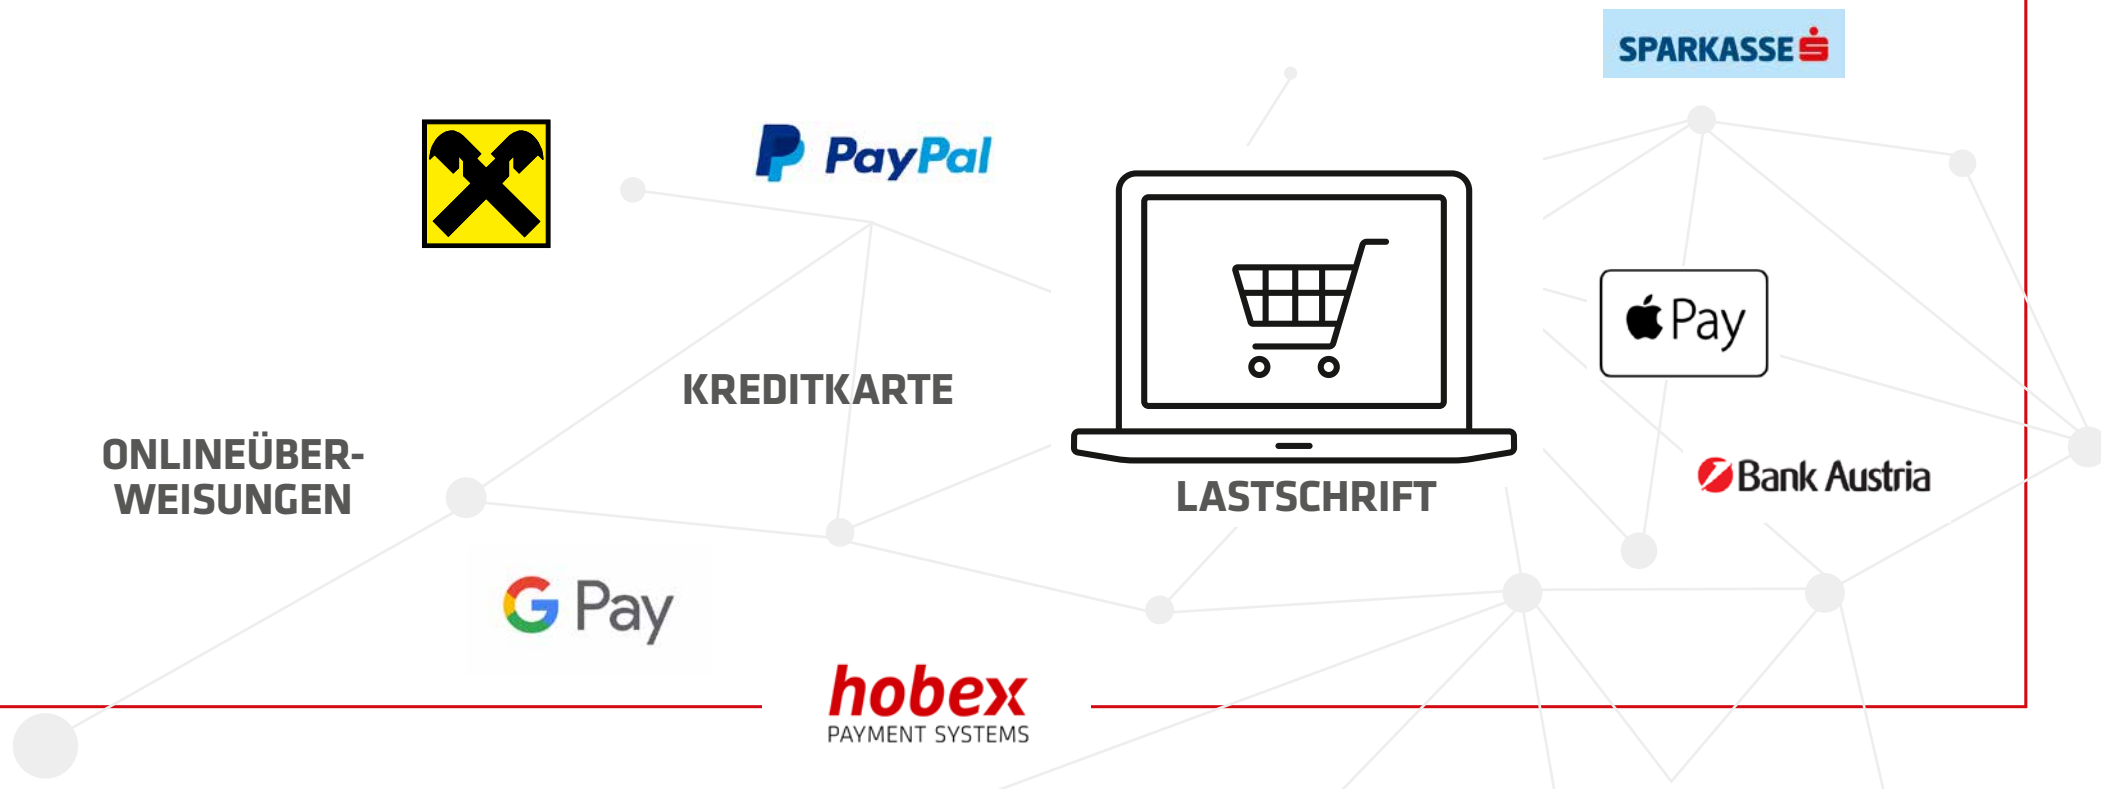 SPARKASSE
PayPal
Pay
KREDITKARTE
ONLINEÜBER-
WEISUNGEN
Bank Austria
LASTSCHRIFT
G Pay
hobex
PAYMENT SYSTEMS